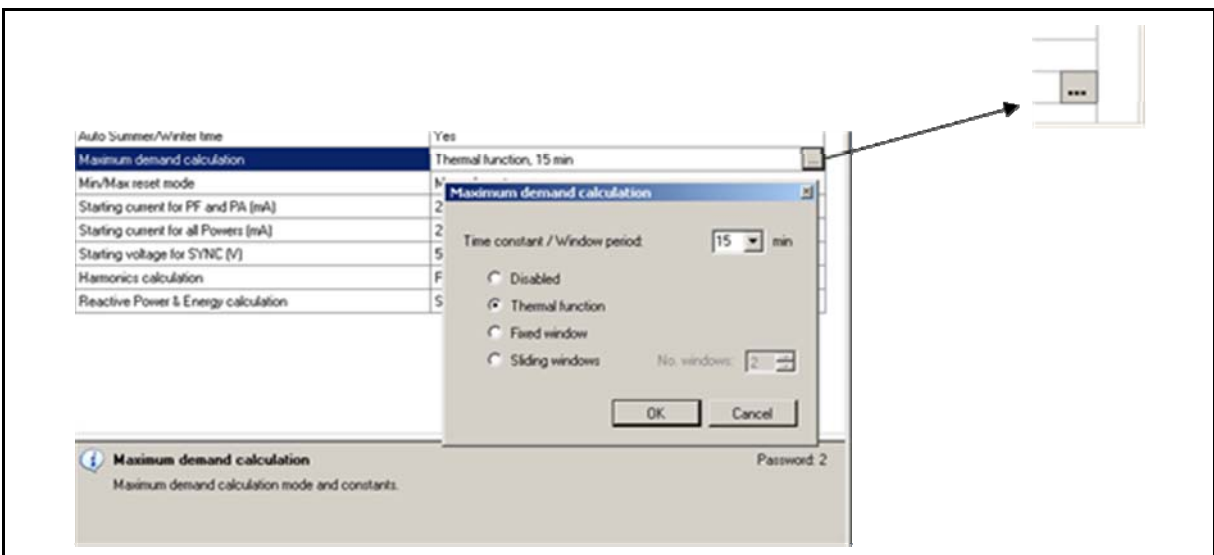 ...
Auto Summer/Winter time Yes
Maximum demand calculation Thermal function, 15 min ...
Min/Max reset mode
Maximum demand calculation
Starting current for PF and PA (mA) 2
Starting current for all Powers (mA) 2
Time constant / Window period: 15 min
Starting voltage for SYNC (V) 5
Harmonics calculation F
Disabled
Reactive Power & Energy calculation S
Thermal function
Fixed window
Sliding windows No. windows: 2
OK Cancel
Maximum demand calculation Password: 2
Maximum demand calculation mode and constants.